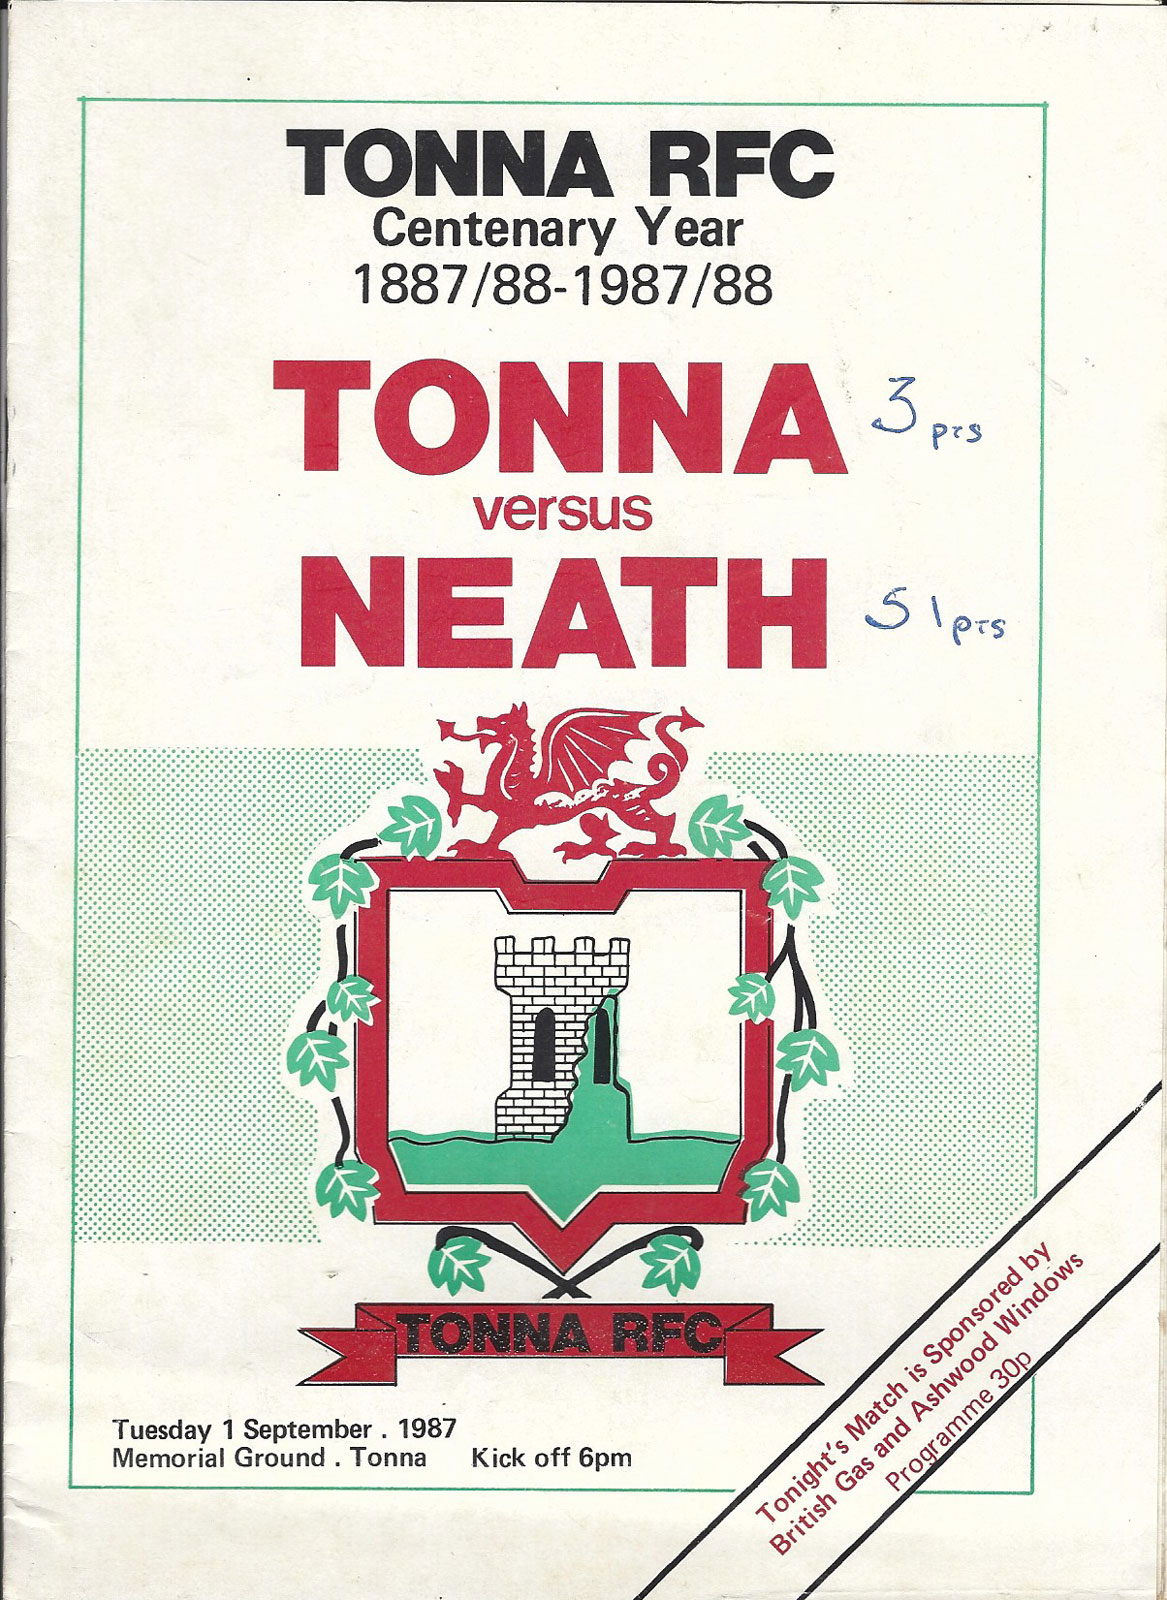 TONNA RFC
Centenary Year
1887/88-1987/88
TONNA 3 pts
versus
NEATH 51 pts
TONNA RFC
Tuesday 1 September . 1987
Memorial Ground . Tonna Kick off 6pm
Tonight's Match is Sponsored by
British Gas and Ashwood Windows
Programme 30p